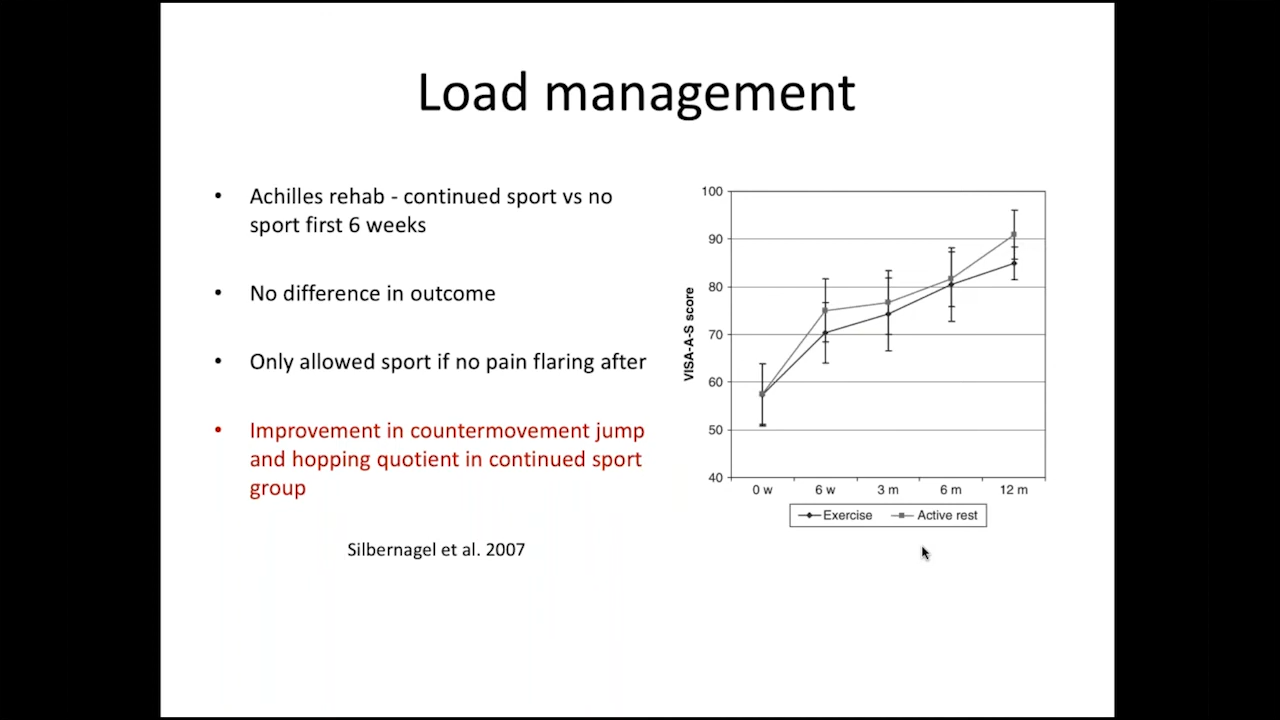 Load management
• Achilles rehab - continued sport vs no
sport first 6 weeks
• No difference in outcome
• Only allowed sport if no pain flaring after
• Improvement in countermovement jump
and hopping quotient in continued sport
group
Silbernagel et al. 2007
VISA-A-S score
100
90
80
70
60
50
40
0 w 6 w 3 m 6 m 12 m
Exercise Active rest